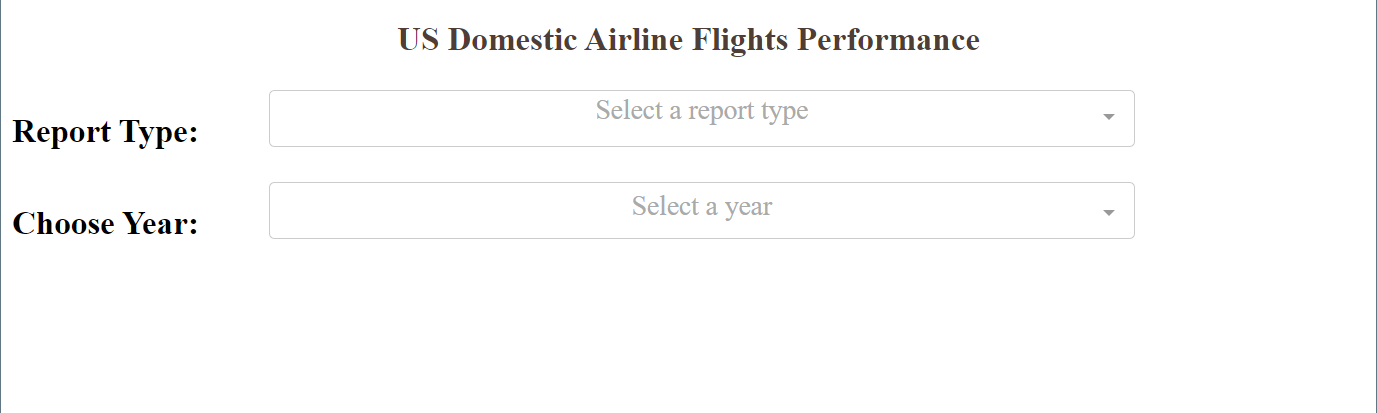 US Domestic Airline Flights Performance
Report Type:
Select a report type
Choose Year:
Select a year